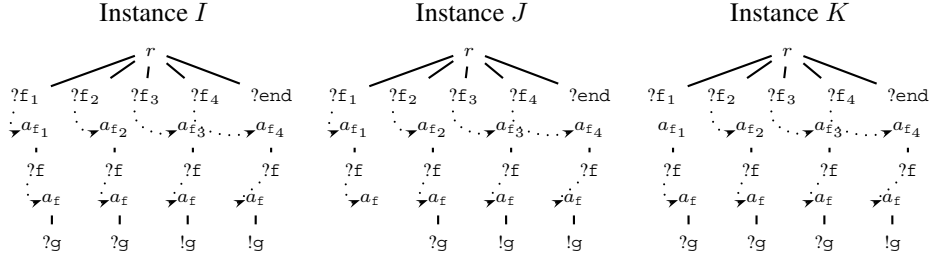 Instance I Instance J Instance K
r r r
?f1 ?f2 ?f3 ?f4 ?end ?f1 ?f2 ?f3 ?f4 ?end ?f1 ?f2 ?f3 ?f4 ?end
af1 af2 af3 af4 af1 af2 af3 af4 af1 af2 af3 af4
?f ?f ?f ?f ?f ?f ?f ?f ?f ?f ?f ?f
af af af af af af af af af af af af
?g ?g !g !g ?g !g !g ?g ?g ?g !g